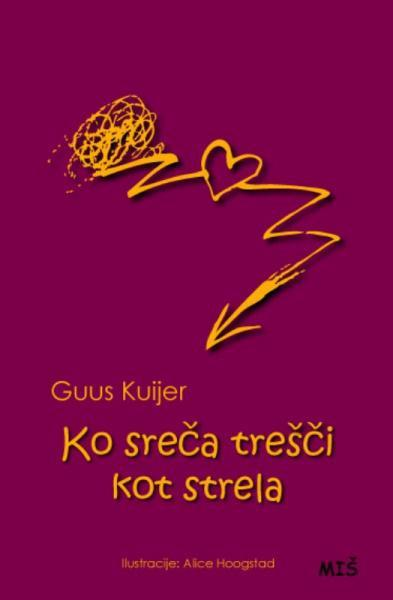 Guus Kuijer
Ko sreča trešči
kot strela
Ilustracije: Alice Hoogstad
MIŠ